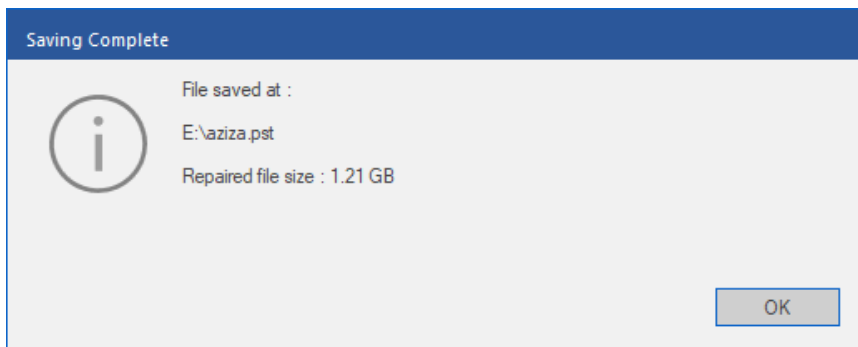 Saving Complete
File saved at :
E:\aziza.pst
Repaired file size : 1.21 GB
OK